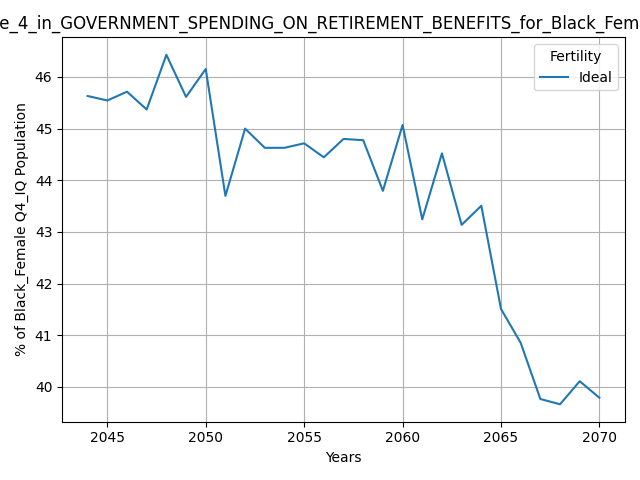 e_4_in_GOVERNMENT_SPENDING_ON_RETIREMENT_BENEFITS_for_Black_Fem
Fertility
Ideal
46
45
44
43
42
41
40
% of Black_Female Q4_IQ Population
2045
2050
2055
2060
2065
2070
Years